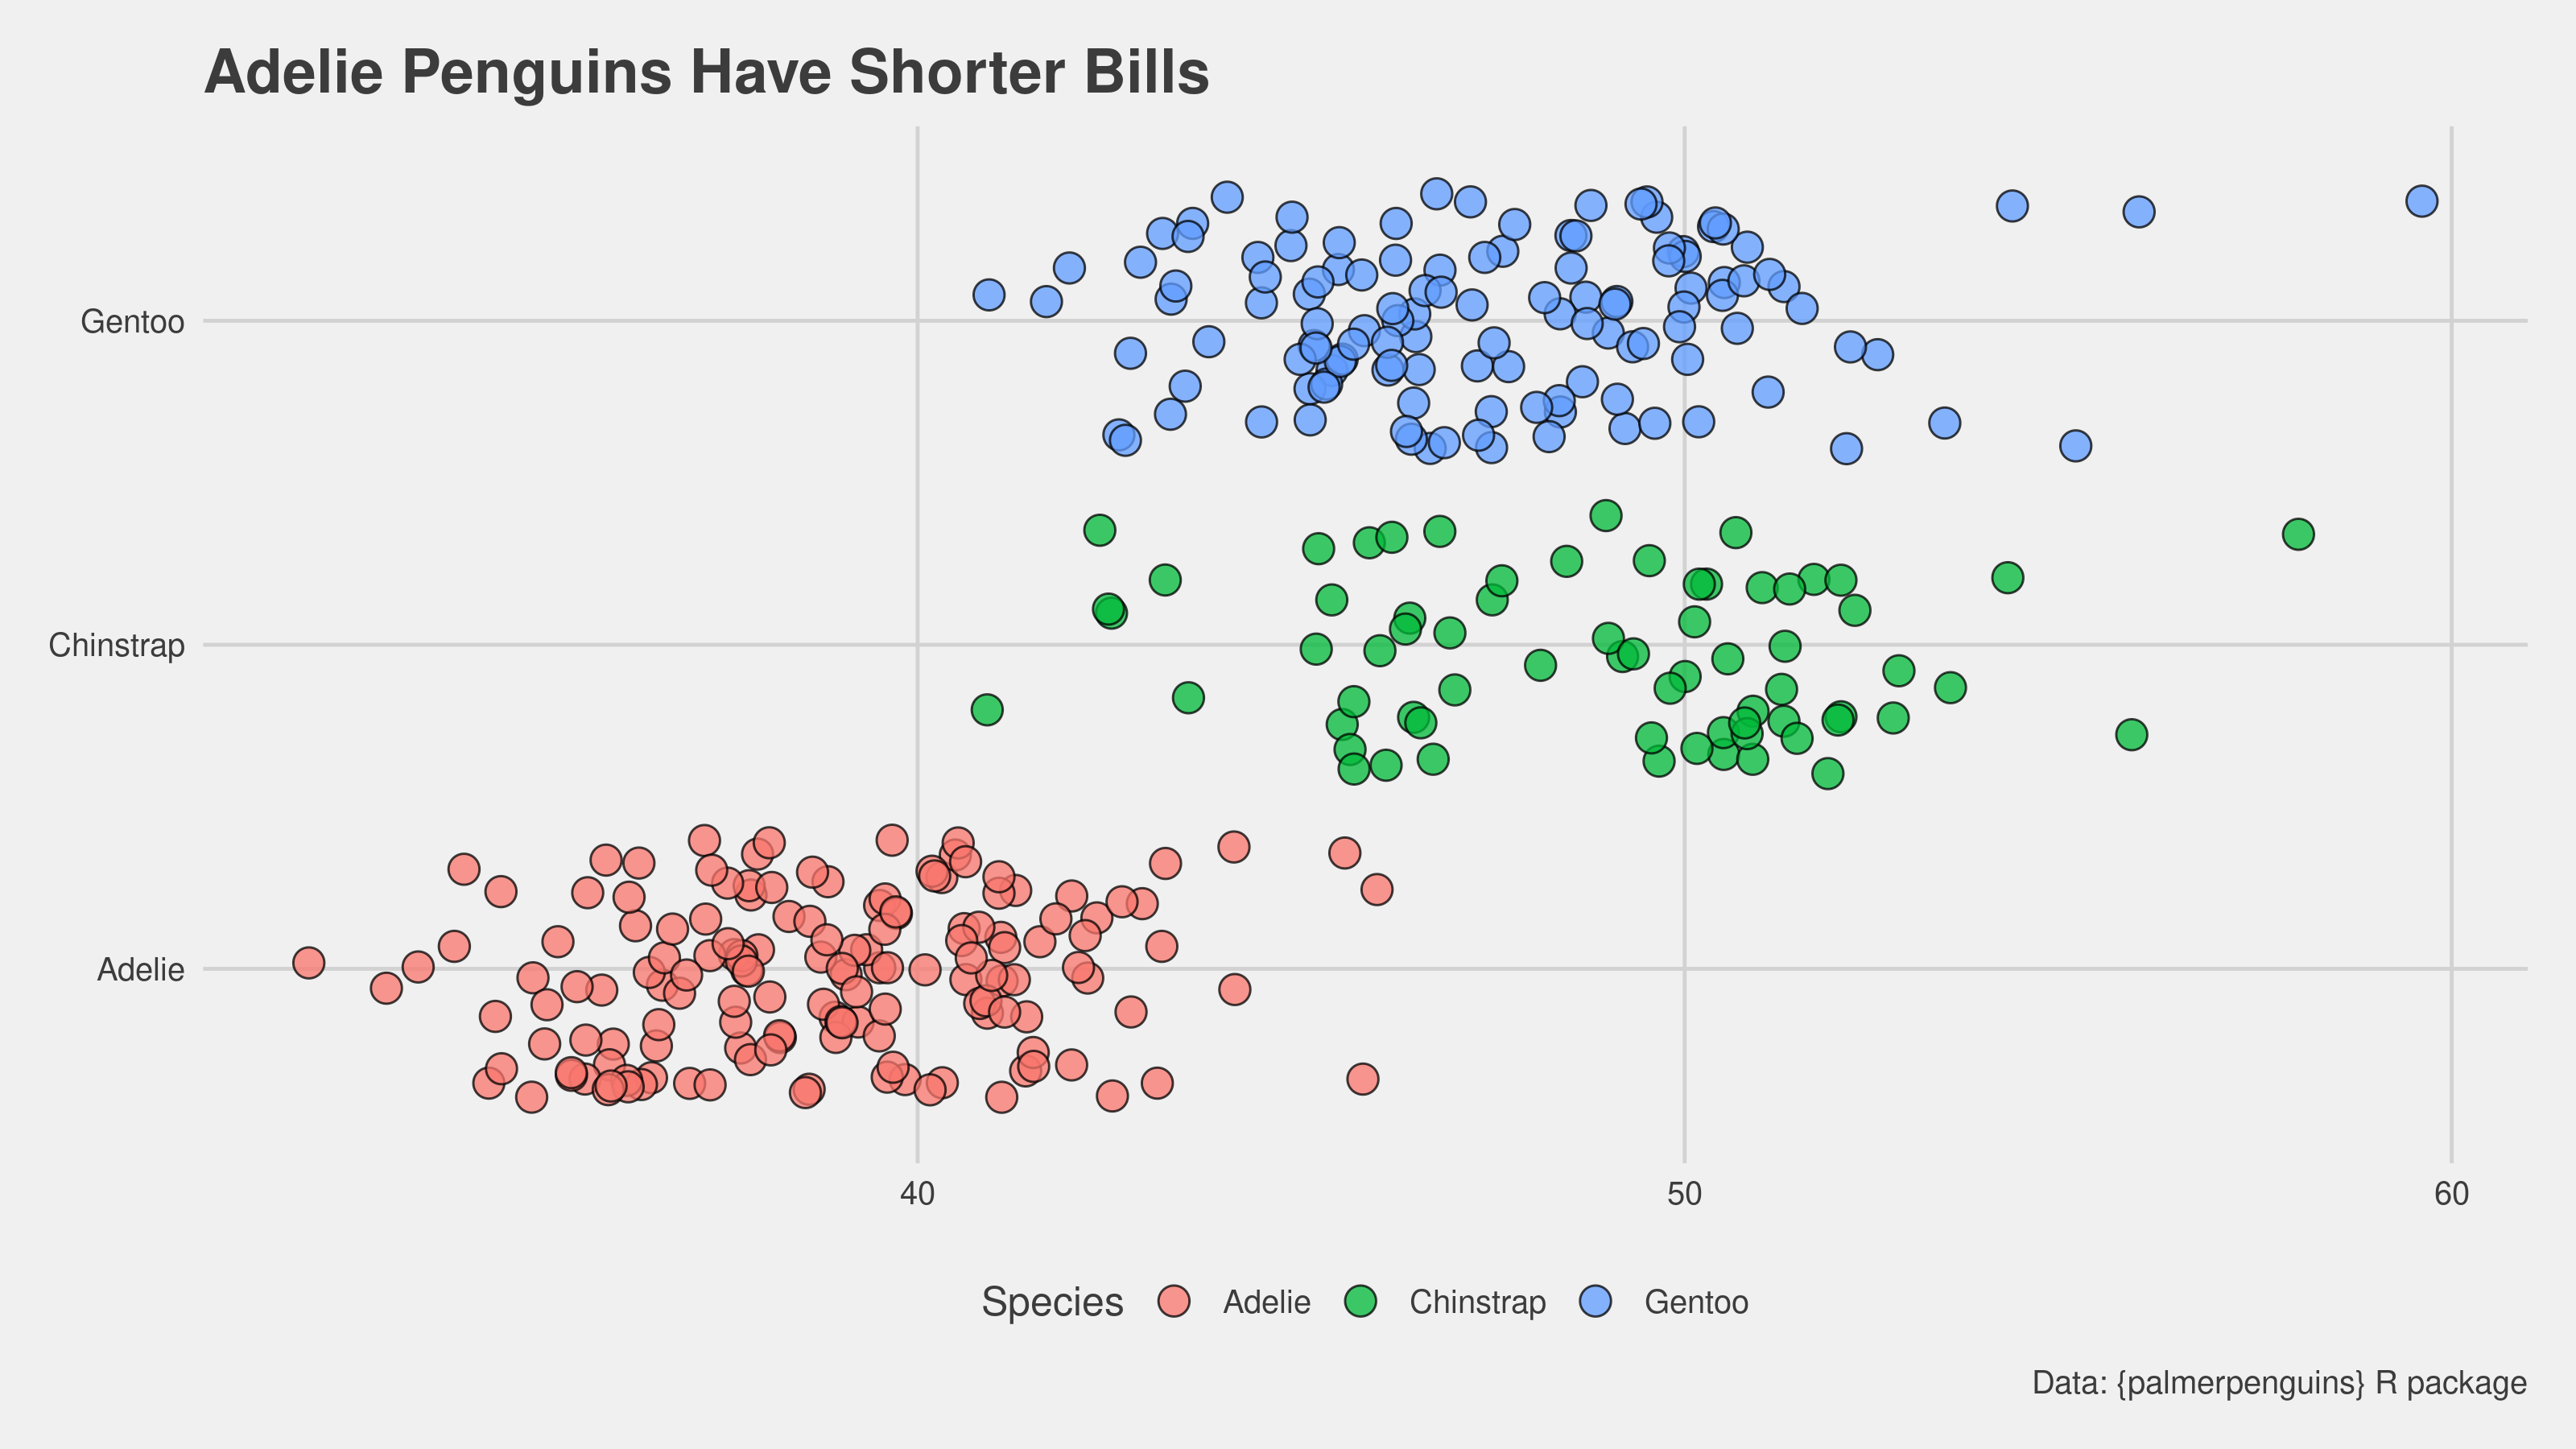 Adelie Penguins Have Shorter Bills
Gentoo
Chinstrap
Adelie
40 50 60
Species Adelie Chinstrap Gentoo
Data: {palmerpenguins} R package